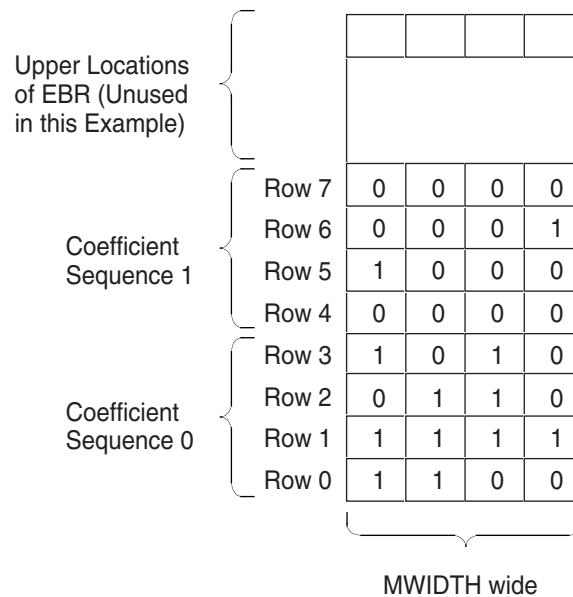 Upper Locations
of EBR (Unused
in this Example)
Row 7 0 0 0 0
Row 6 0 0 0 1
Coefficient
Sequence 1
Row 5 1 0 0 0
Row 4 0 0 0 0
Row 3 1 0 1 0
Row 2 0 1 1 0
Coefficient
Sequence 0
Row 1 1 1 1 1
Row 0 1 1 0 0
MWIDTH wide